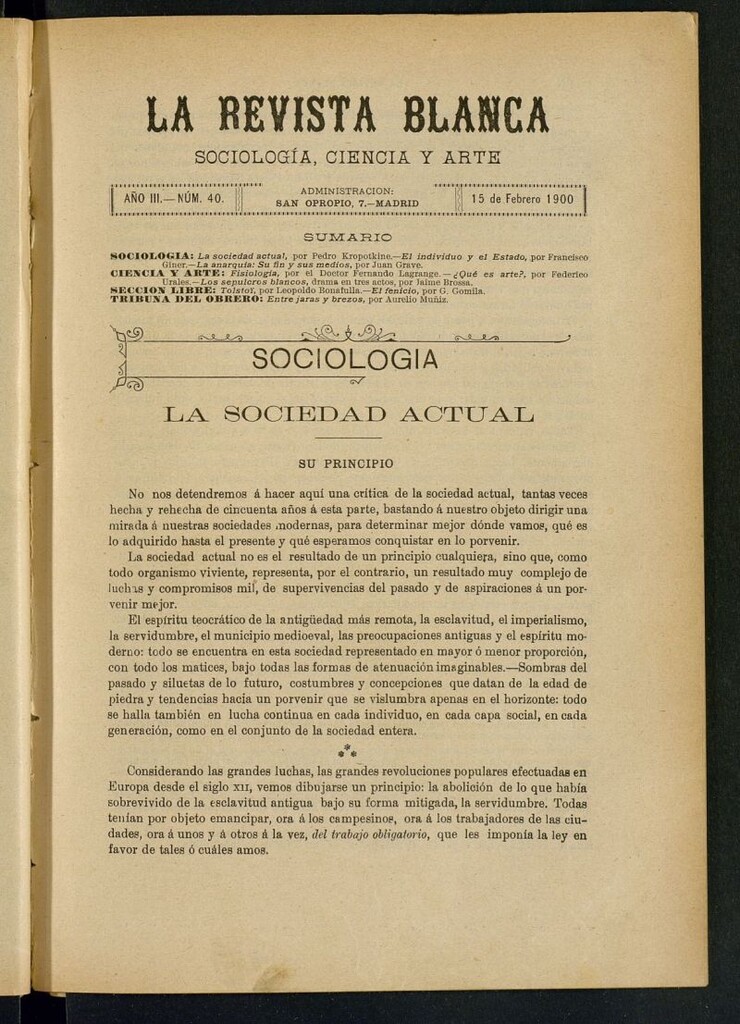 LA REVISTA BLANCA
SOCIOLOGÍA, CIENCIA Y ARTE
AÑO III.—NÚM. 40.
ADMINISTRACION:
SAN OPROPIO, 7.—MADRID
15 de Febrero 1900
SUMARIO
SOCIOLOGIA: La sociedad actual, por Pedro Kropotkine.—El individuo y el Estado, por Francisco
Giner.—La anarquía: Su fin y sus medios, por Juan Grave.
CIENCIA Y ARTE: Fisiología, por el Doctor Fernando Lagrange.—¿Qué es arte?, por Federico
Urales.—Los sepulcros blancos, drama en tres actos, por Jaime Brossa.
SECCION LIBRE: Tolstoï, por Leopoldo Bonafulla.—El fenicio, por G. Gomila.
TRIBUNA DEL OBRERO: Entre jaras y brezos, por Aurelio Muñiz.
SOCIOLOGIA
LA SOCIEDAD ACTUAL
SU PRINCIPIO
No nos detendremos á hacer aquí una crítica de la sociedad actual, tantas veces
hecha y rehecha de cincuenta años á esta parte, bastando á nuestro objeto dirigir una
mirada á nuestras sociedades modernas, para determinar mejor dónde vamos, qué es
lo adquirido hasta el presente y qué esperamos conquistar en lo porvenir.
La sociedad actual no es el resultado de un principio cualquiera, sino que, como
todo organismo viviente, representa, por el contrario, un resultado muy complejo de
luchas y compromisos mil, de supervivencias del pasado y de aspiraciones á un por-
venir mejor.
El espíritu teocrático de la antigüedad más remota, la esclavitud, el imperialismo,
la servidumbre, el municipio medioeval, las preocupaciones antiguas y el espíritu mo-
derno: todo se encuentra en esta sociedad representado en mayor ó menor proporción,
con todo los matices, bajo todas las formas de atenuación imaginables.—Sombras del
pasado y siluetas de lo futuro, costumbres y concepciones que datan de la edad de
piedra y tendencias hacia un porvenir que se vislumbra apenas en el horizonte: todo
se halla también en lucha continua en cada individuo, en cada capa social, en cada
generación, como en el conjunto de la sociedad entera.
* * *
Considerando las grandes luchas, las grandes revoluciones populares efectuadas en
Europa desde el siglo XII, vemos dibujarse un principio: la abolición de lo que había
sobrevivido de la esclavitud antigua bajo su forma mitigada, la servidumbre. Todas
tenían por objeto emancipar, ora á los campesinos, ora á los trabajadores de las ciu-
dades, ora á unos y á otros á la vez, del trabajo obligatorio, que les imponía la ley en
favor de tales ó cuáles amos.